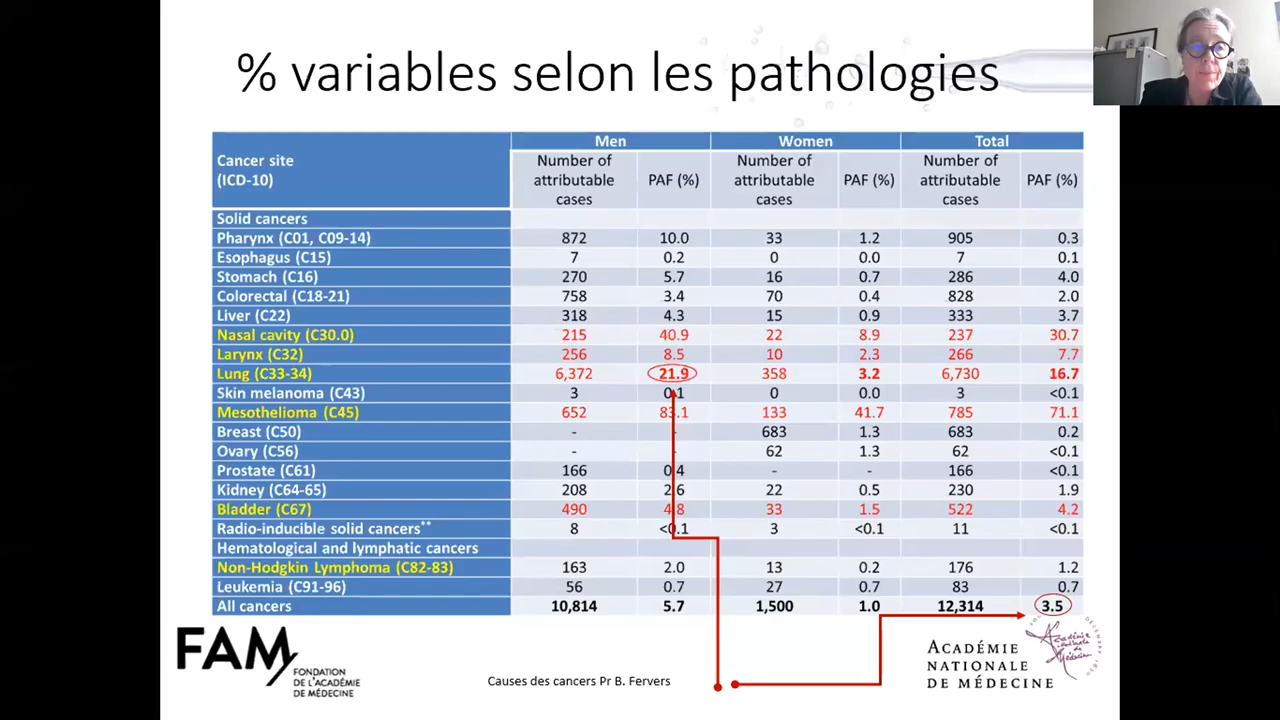 % variables selon les pathologies
Men Women Total
Cancer site (ICD-10) Number of attributable cases PAF (%) Number of attributable cases PAF (%) Number of attributable cases PAF (%)
Solid cancers
Pharynx (C01, C09-14) 872 10.0 33 1.2 905 0.3
Esophagus (C15) 7 0.2 0 0.0 7 0.1
Stomach (C16) 270 5.7 16 0.7 286 4.0
Colorectal (C18-21) 758 3.4 70 0.4 828 2.0
Liver (C22) 318 4.3 15 0.9 333 3.7
Nasal cavity (C30.0) 215 40.9 22 8.9 237 30.7
Larynx (C32) 256 8.5 10 2.3 266 7.7
Lung (C33-34) 6,372 21.9 358 3.2 6,730 16.7
Skin melanoma (C43) 3 0.1 0 0.0 3 <0.1
Mesothelioma (C45) 652 83.1 133 41.7 785 71.1
Breast (C50) - - 683 1.3 683 0.2
Ovary (C56) - - 62 1.3 62 <0.1
Prostate (C61) 166 0.4 - - 166 <0.1
Kidney (C64-65) 208 2.6 22 0.5 230 1.9
Bladder (C67) 490 4.8 33 1.5 522 4.2
Radio-inducible solid cancers** 8 <0.1 3 <0.1 11 <0.1
Hematological and lymphatic cancers
Non-Hodgkin Lymphoma (C82-83) 163 2.0 13 0.2 176 1.2
Leukemia (C91-96) 56 0.7 27 0.7 83 0.7
All cancers 10,814 5.7 1,500 1.0 12,314 3.5
FAM
FONDATION
DE L'ACADÉMIE
DE MÉDECINE
Causes des cancers Pr B. Fervers
ACADÉMIE
NATIONALE
DE MÉDECINE